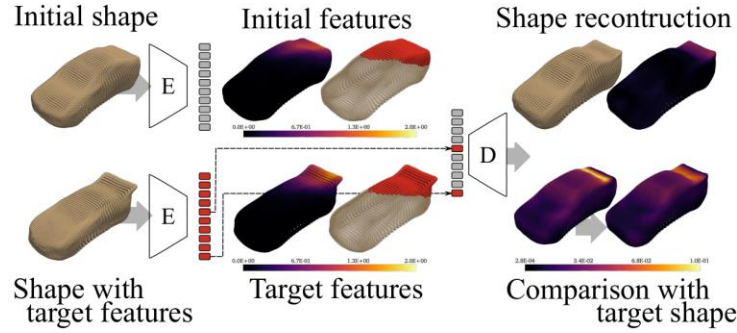 Initial shape
Initial features
Shape recontruction
E
0.0E+00 6.7E-01 1.3E+00 2.0E+00
D
E
0.0E+00 6.7E-01 1.3E+00 2.0E+00
2.8E-04 3.4E-02 6.8E-02 1.0E-01
Shape with
target features
Target features
Comparison with
target shape